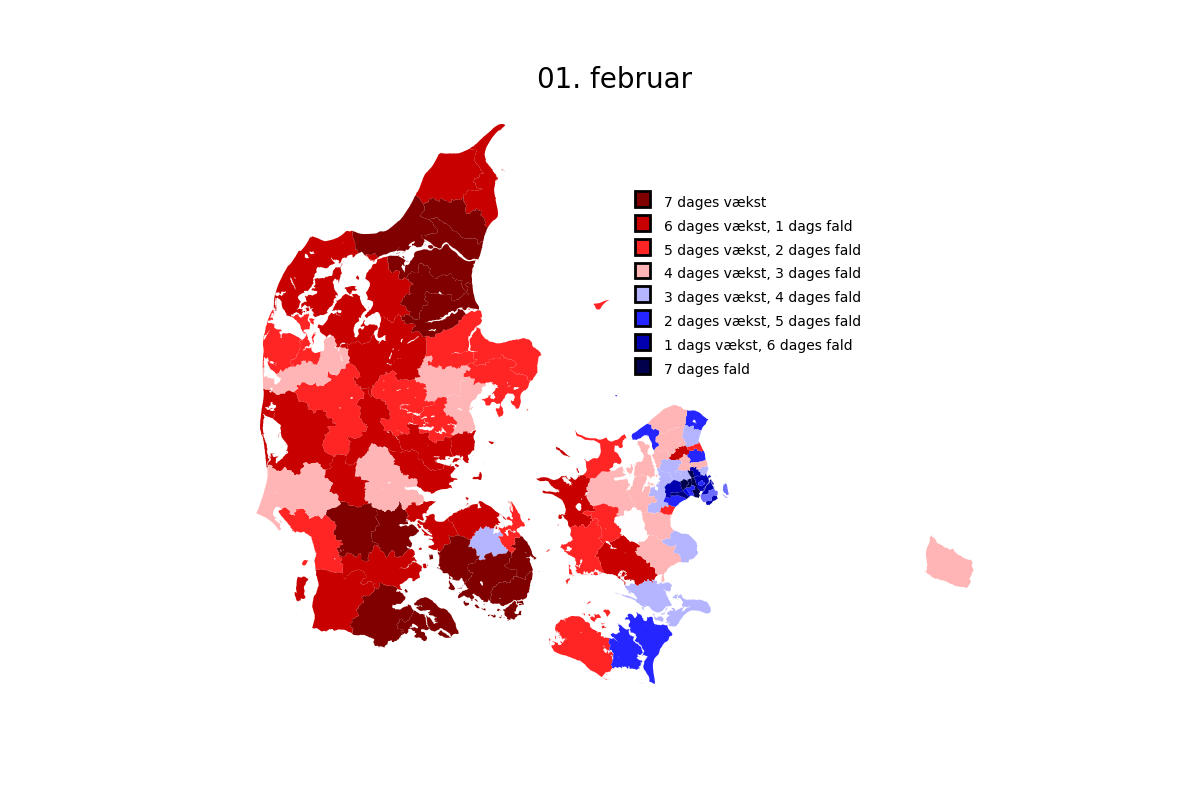 01. februar
7 dages vækst
6 dages vækst, 1 dags fald
5 dages vækst, 2 dages fald
4 dages vækst, 3 dages fald
3 dages vækst, 4 dages fald
2 dages vækst, 5 dages fald
1 dags vækst, 6 dages fald
7 dages fald